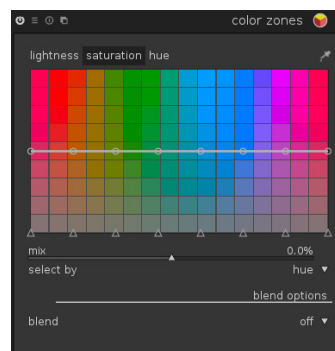 color zones
lightness saturation hue
mix 0.0%
select by hue
blend options
blend off